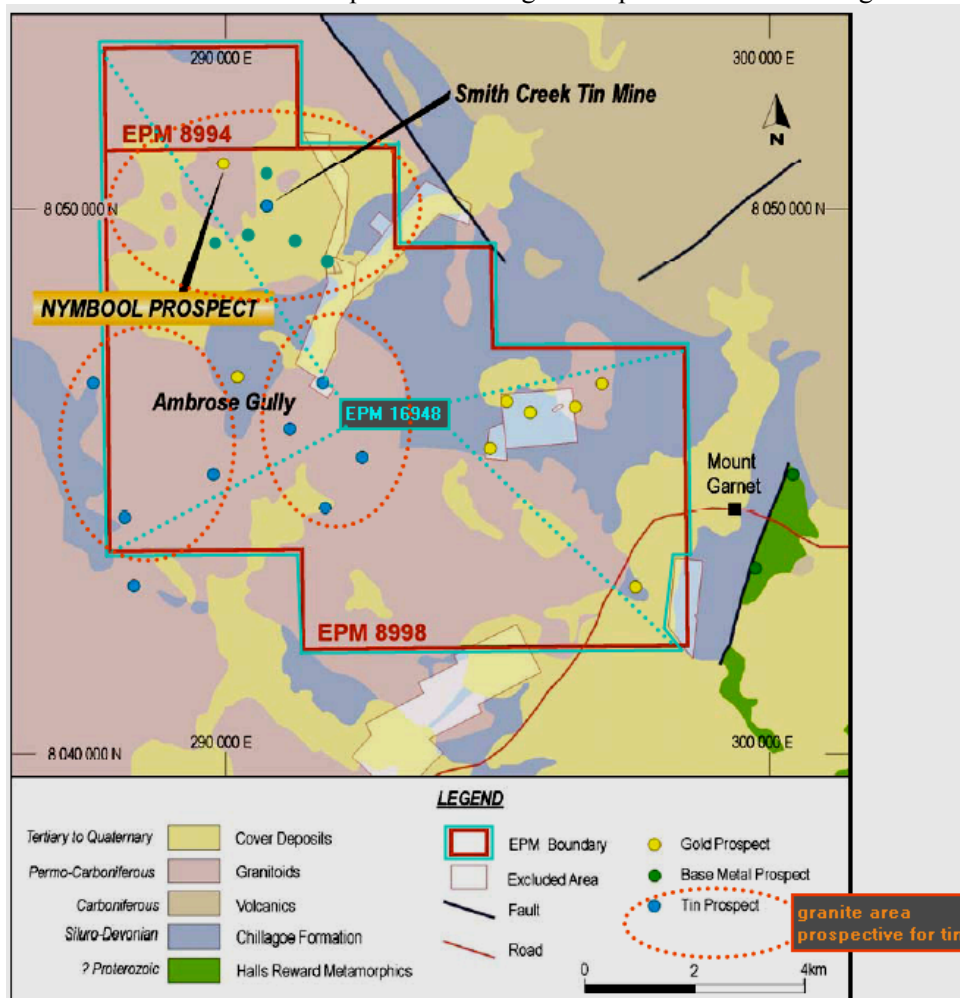 290 000 E
300 000 E
Smith Creek Tin Mine
EPM 8994
N
8 050 000 N
8 050 000 N
NYMBOOL PROSPECT
Ambrose Gully
EPM 16948
Mount
Garnet
EPM 8998
8 040 000 N
290 000 E
300 000 E
LEGEND
Tertiary to Quaternary
Cover Deposits
Permo-Carboniferous
Granitoids
Carboniferous
Volcanics
Siluro-Devonian
Chillagoe Formation
? Proterozoic
Halls Reward Metamorphics
EPM Boundary
Excluded Area
Fault
Road
Gold Prospect
Base Metal Prospect
Tin Prospect
granite area
prospective for tin
0 2 4km